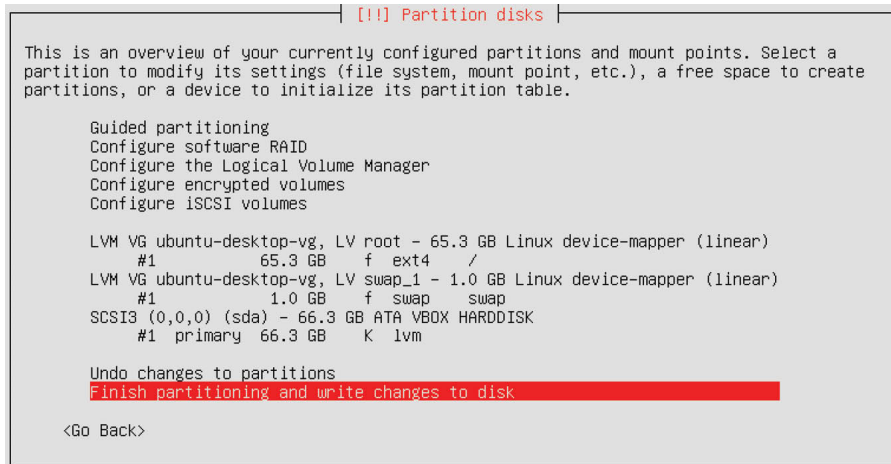 [!!] Partition disks
This is an overview of your currently configured partitions and mount points. Select a
partition to modify its settings (file system, mount point, etc.), a free space to create
partitions, or a device to initialize its partition table.
Guided partitioning
Configure software RAID
Configure the Logical Volume Manager
Configure encrypted volumes
Configure iSCSI volumes
LVM VG ubuntu-desktop-vg, LV root - 65.3 GB Linux device-mapper (linear)
#1 65.3 GB f ext4 /
LVM VG ubuntu-desktop-vg, LV swap_1 - 1.0 GB Linux device-mapper (linear)
#1 1.0 GB f swap swap
SCSI3 (0,0,0) (sda) - 66.3 GB ATA VBOX HARDDISK
#1 primary 66.3 GB K lvm
Undo changes to partitions
Finish partitioning and write changes to disk
<Go Back>